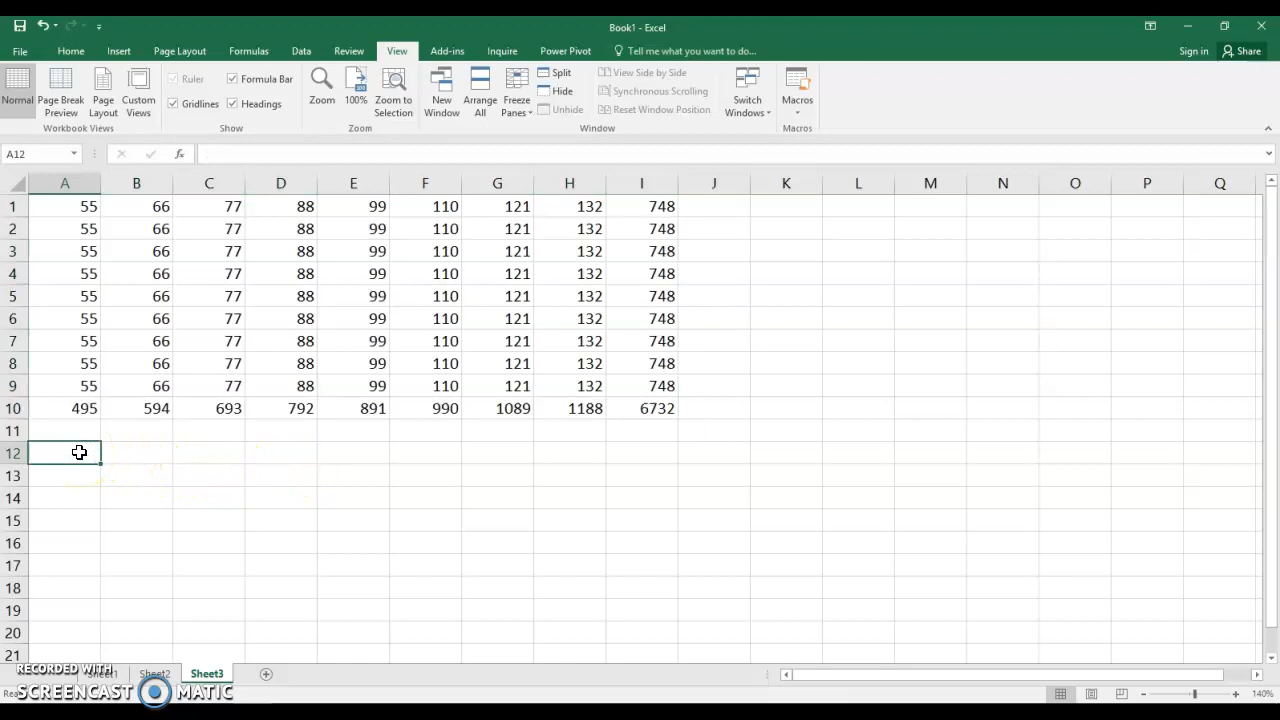 Book1 - Excel
File Home Insert Page Layout Formulas Data Review View Add-ins Inquire Power Pivot Tell me what you want to do... Sign in Share
Normal Page Break Preview Page Layout Custom Views Ruler Formula Bar Gridlines Headings Zoom 100% Zoom to Selection New Window Arrange All Freeze Panes Split Hide Unhide View Side by Side Synchronous Scrolling Reset Window Position Switch Windows Macros
Workbook Views Show Zoom Window Macros
A12 fx
A B C D E F G H I J K L M N O P Q
1 55 66 77 88 99 110 121 132 748
2 55 66 77 88 99 110 121 132 748
3 55 66 77 88 99 110 121 132 748
4 55 66 77 88 99 110 121 132 748
5 55 66 77 88 99 110 121 132 748
6 55 66 77 88 99 110 121 132 748
7 55 66 77 88 99 110 121 132 748
8 55 66 77 88 99 110 121 132 748
9 55 66 77 88 99 110 121 132 748
10 495 594 693 792 891 990 1089 1188 6732
11
12
13
14
15
16
17
18
19
20
21
RECORDED WITH
Sheet1 Sheet2 Sheet3
SCREENCAST MATIC
140%